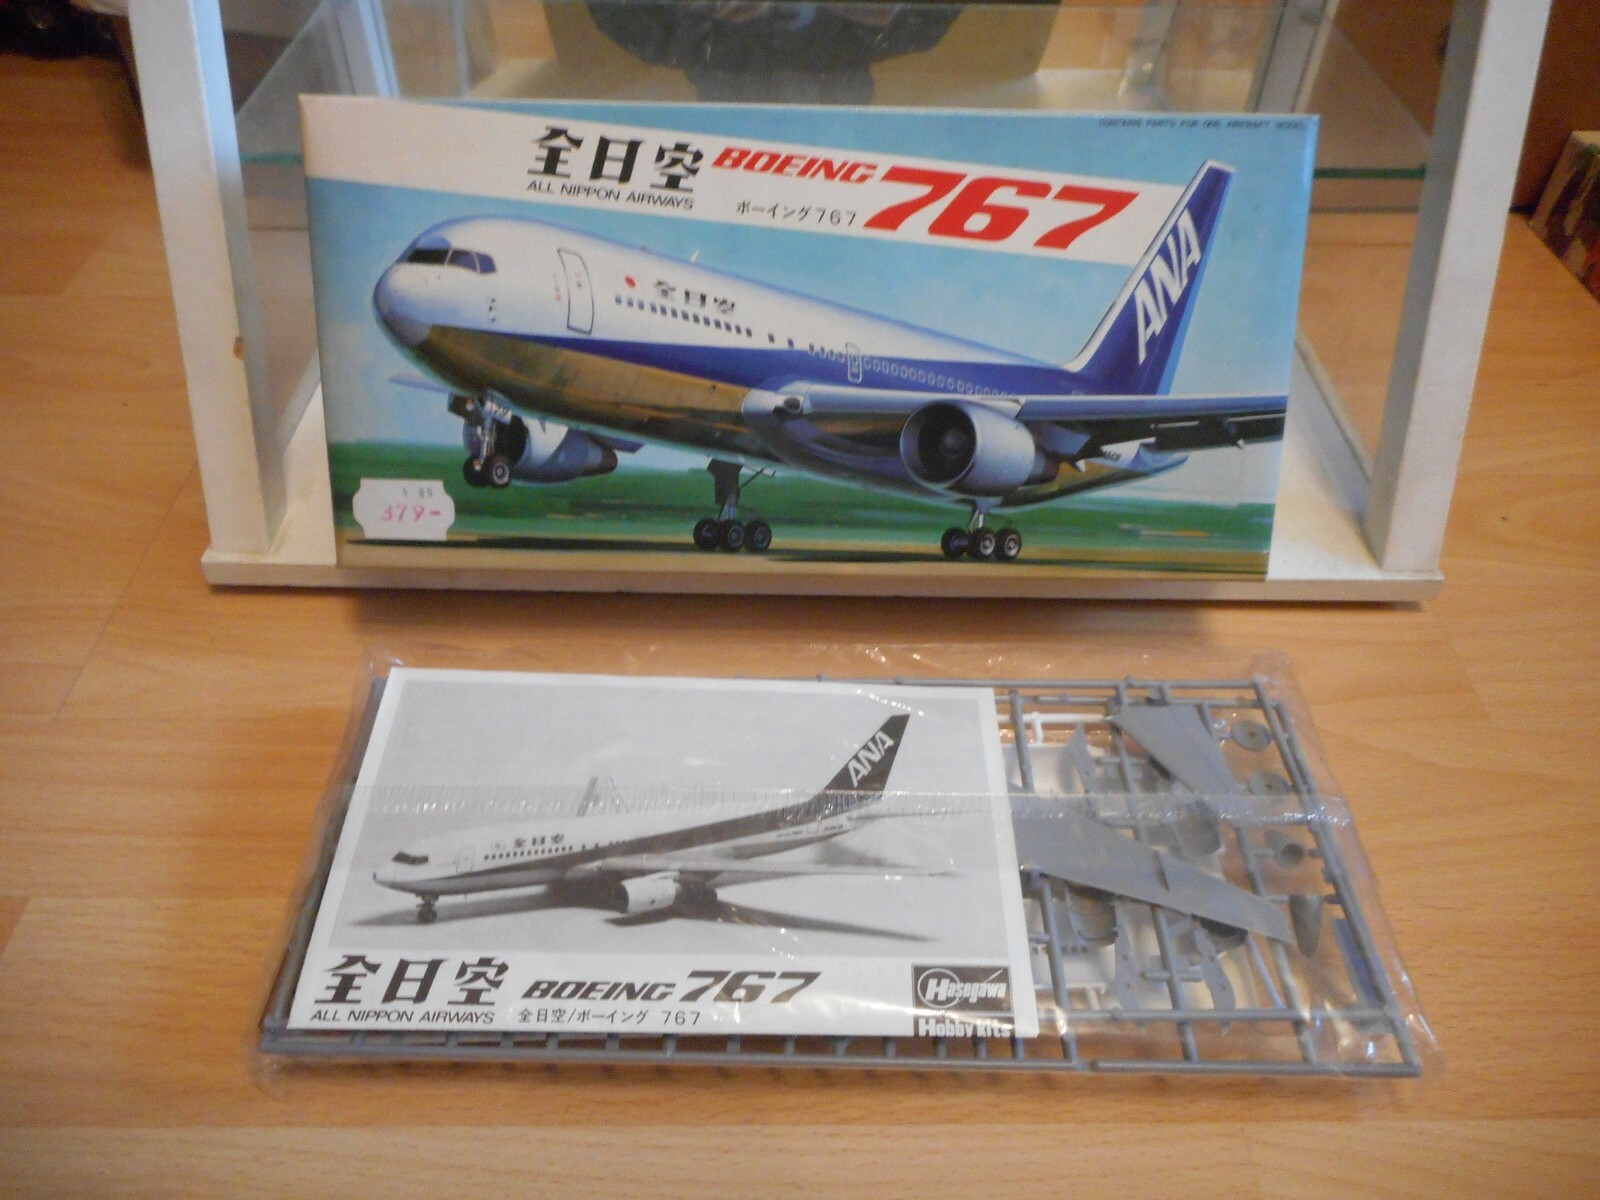 CONTAINS PARTS FOR ONE AIRCRAFT MODEL
全日空 BOEING 767
ALL NIPPON AIRWAYS
ボーイング767
全日空
ANA
379-
ANA
全日空
全日空 BOEING 767
ALL NIPPON AIRWAYS 全日空/ボーイング 767
Hasegawa
Hobby kits